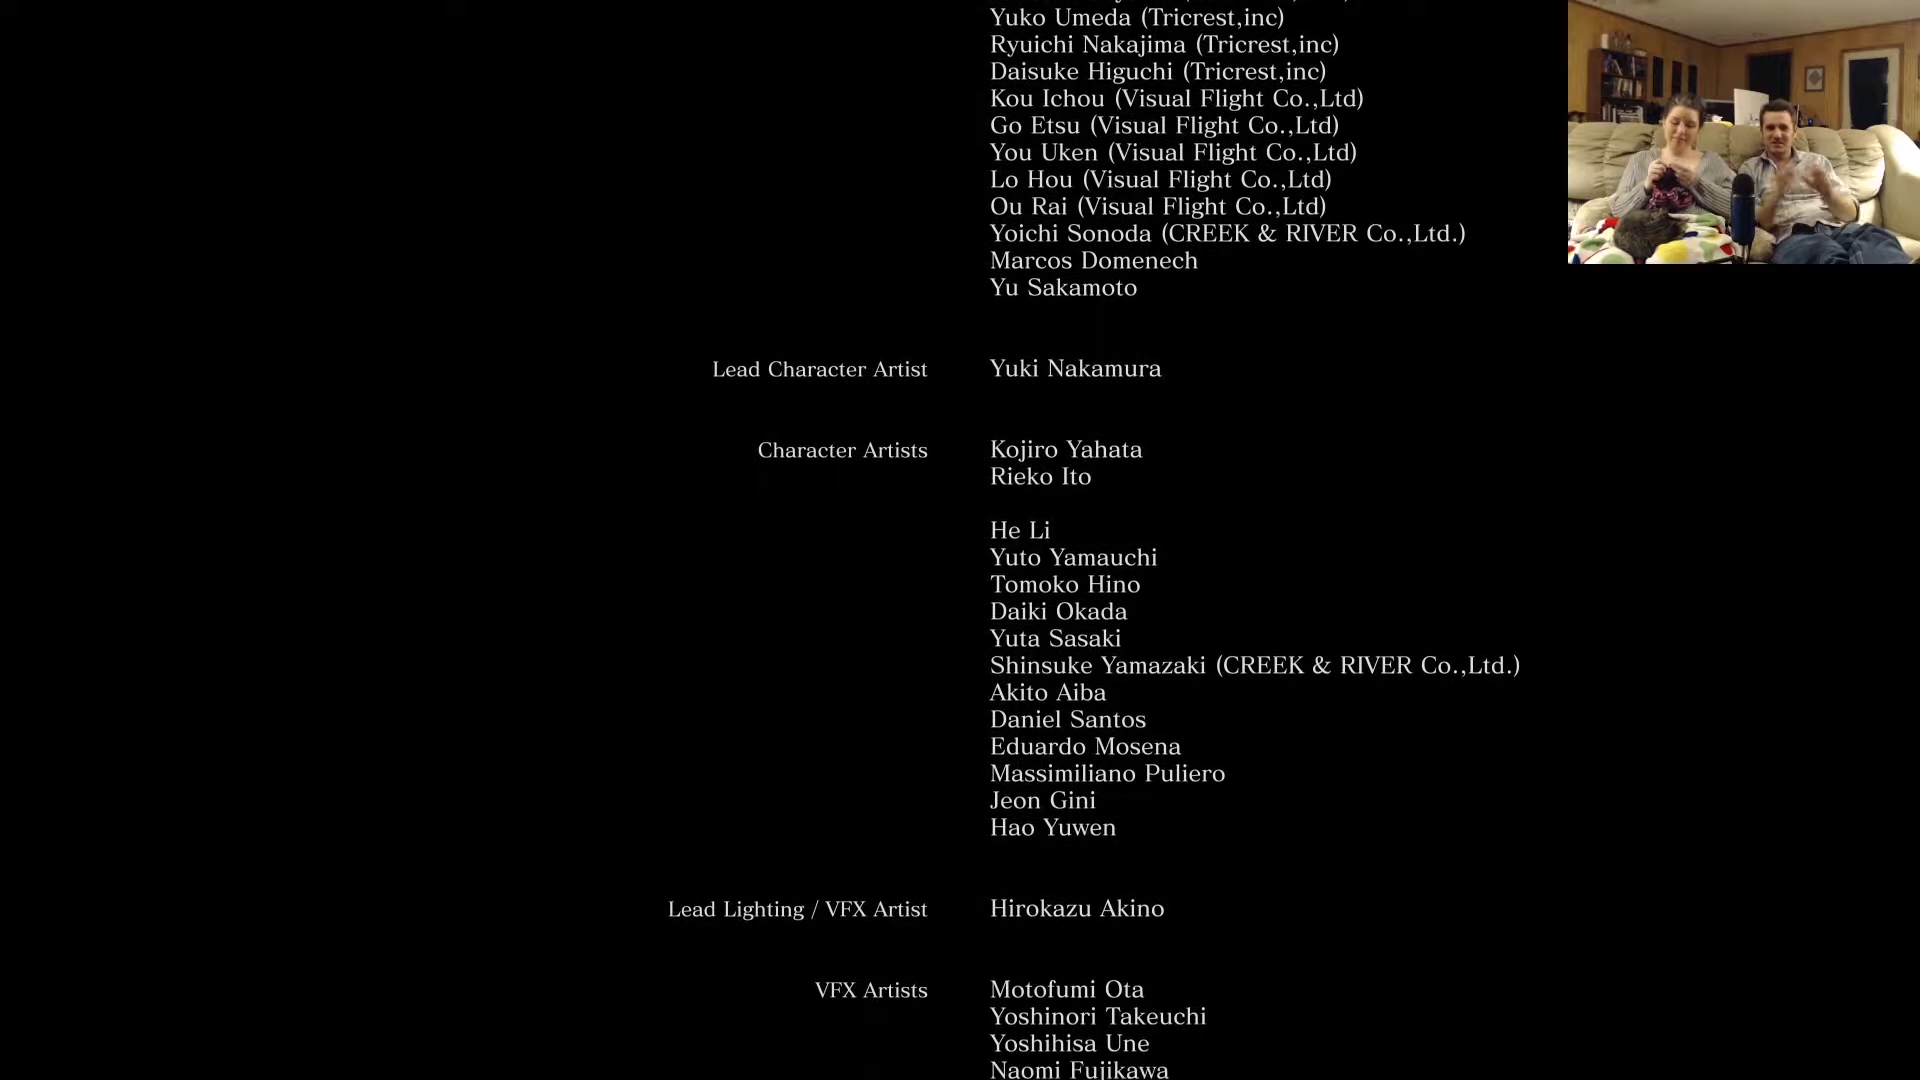 Yuko Umeda (Tricrest,inc)
Ryuichi Nakajima (Tricrest,inc)
Daisuke Higuchi (Tricrest,inc)
Kou Ichou (Visual Flight Co.,Ltd)
Go Etsu (Visual Flight Co.,Ltd)
You Uken (Visual Flight Co.,Ltd)
Lo Hou (Visual Flight Co.,Ltd)
Ou Rai (Visual Flight Co.,Ltd)
Yoichi Sonoda (CREEK & RIVER Co.,Ltd.)
Marcos Domenech
Yu Sakamoto
Lead Character Artist Yuki Nakamura
Character Artists Kojiro Yahata
Rieko Ito
He Li
Yuto Yamauchi
Tomoko Hino
Daiki Okada
Yuta Sasaki
Shinsuke Yamazaki (CREEK & RIVER Co.,Ltd.)
Akito Aiba
Daniel Santos
Eduardo Mosena
Massimiliano Puliero
Jeon Gini
Hao Yuwen
Lead Lighting / VFX Artist Hirokazu Akino
VFX Artists Motofumi Ota
Yoshinori Takeuchi
Yoshihisa Une
Naomi Fujikawa